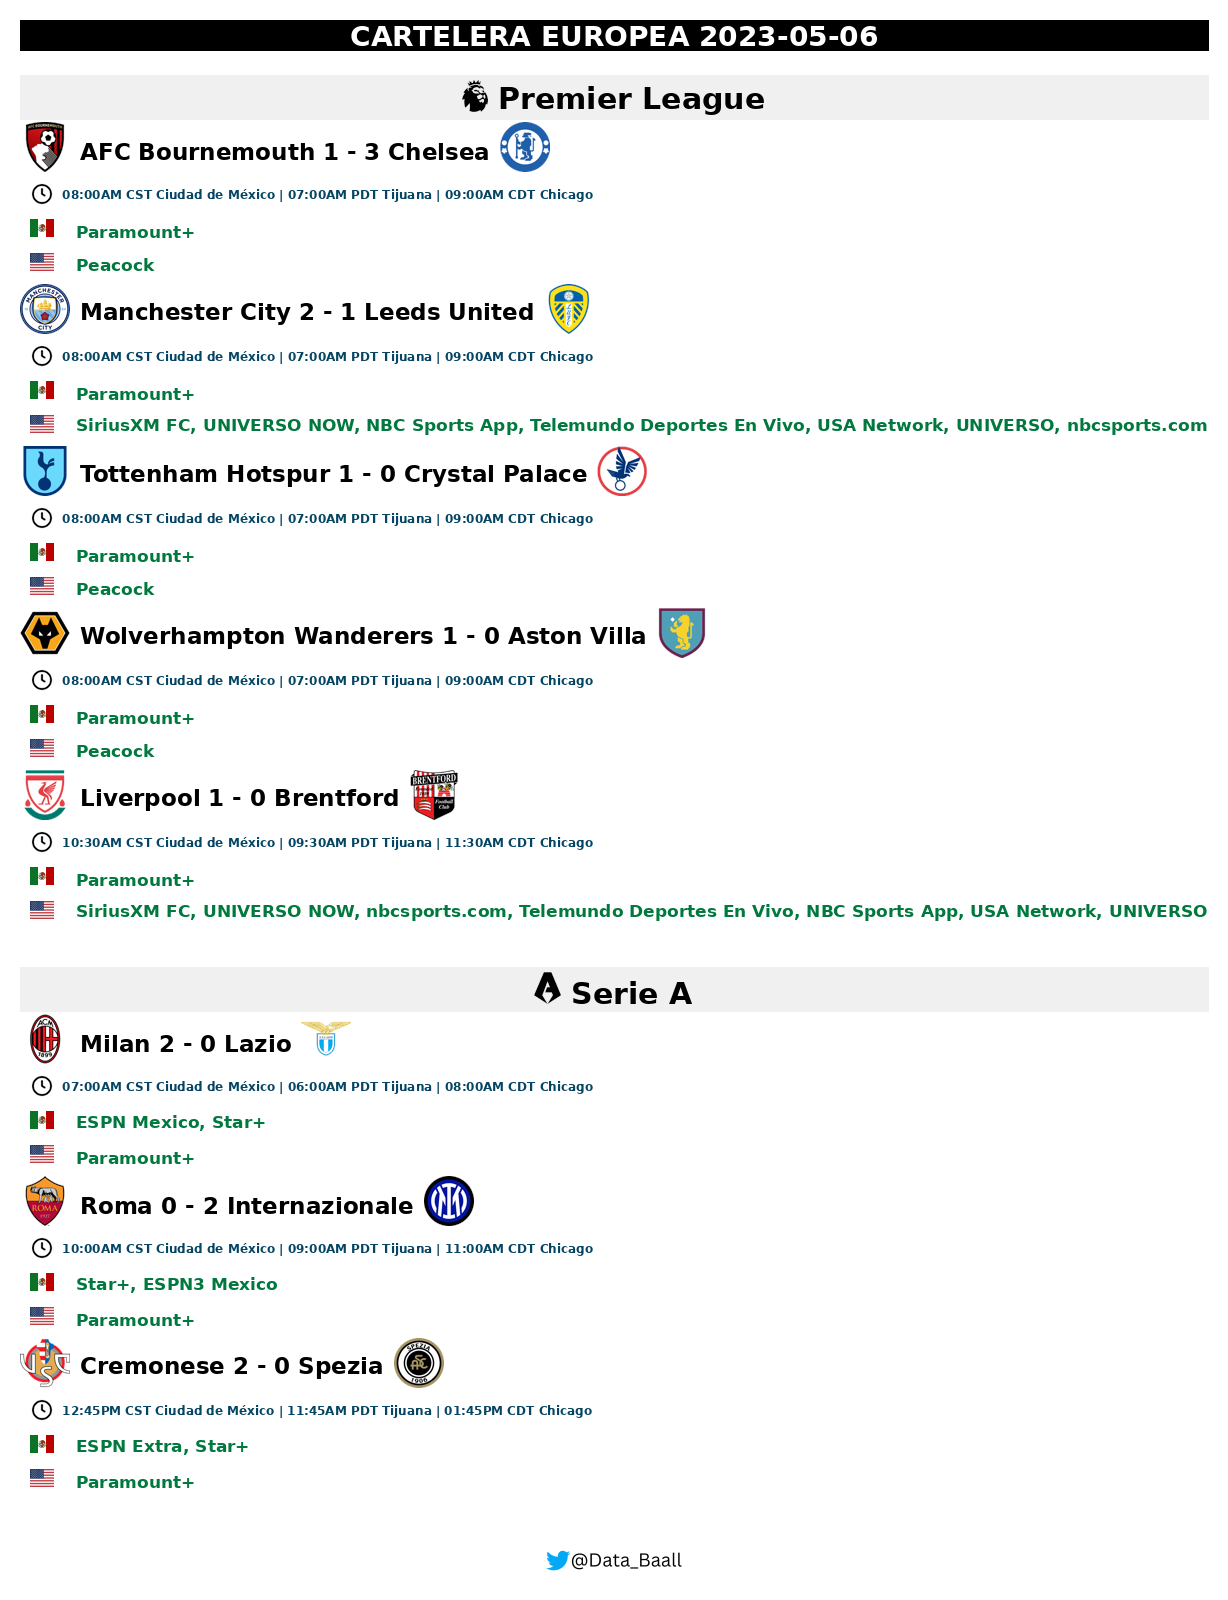 CARTELERA EUROPEA 2023-05-06
Premier League
AFC Bournemouth 1 - 3 Chelsea
08:00AM CST Ciudad de México | 07:00AM PDT Tijuana | 09:00AM CDT Chicago
Paramount+
Peacock
Manchester City 2 - 1 Leeds United
08:00AM CST Ciudad de México | 07:00AM PDT Tijuana | 09:00AM CDT Chicago
Paramount+
SiriusXM FC, UNIVERSO NOW, NBC Sports App, Telemundo Deportes En Vivo, USA Network, UNIVERSO, nbcsports.com
Tottenham Hotspur 1 - 0 Crystal Palace
08:00AM CST Ciudad de México | 07:00AM PDT Tijuana | 09:00AM CDT Chicago
Paramount+
Peacock
Wolverhampton Wanderers 1 - 0 Aston Villa
08:00AM CST Ciudad de México | 07:00AM PDT Tijuana | 09:00AM CDT Chicago
Paramount+
Peacock
Liverpool 1 - 0 Brentford
10:30AM CST Ciudad de México | 09:30AM PDT Tijuana | 11:30AM CDT Chicago
Paramount+
SiriusXM FC, UNIVERSO NOW, nbcsports.com, Telemundo Deportes En Vivo, NBC Sports App, USA Network, UNIVERSO
Serie A
Milan 2 - 0 Lazio
07:00AM CST Ciudad de México | 06:00AM PDT Tijuana | 08:00AM CDT Chicago
ESPN Mexico, Star+
Paramount+
Roma 0 - 2 Internazionale
10:00AM CST Ciudad de México | 09:00AM PDT Tijuana | 11:00AM CDT Chicago
Star+, ESPN3 Mexico
Paramount+
Cremonese 2 - 0 Spezia
12:45PM CST Ciudad de México | 11:45AM PDT Tijuana | 01:45PM CDT Chicago
ESPN Extra, Star+
Paramount+
@Data_Baall